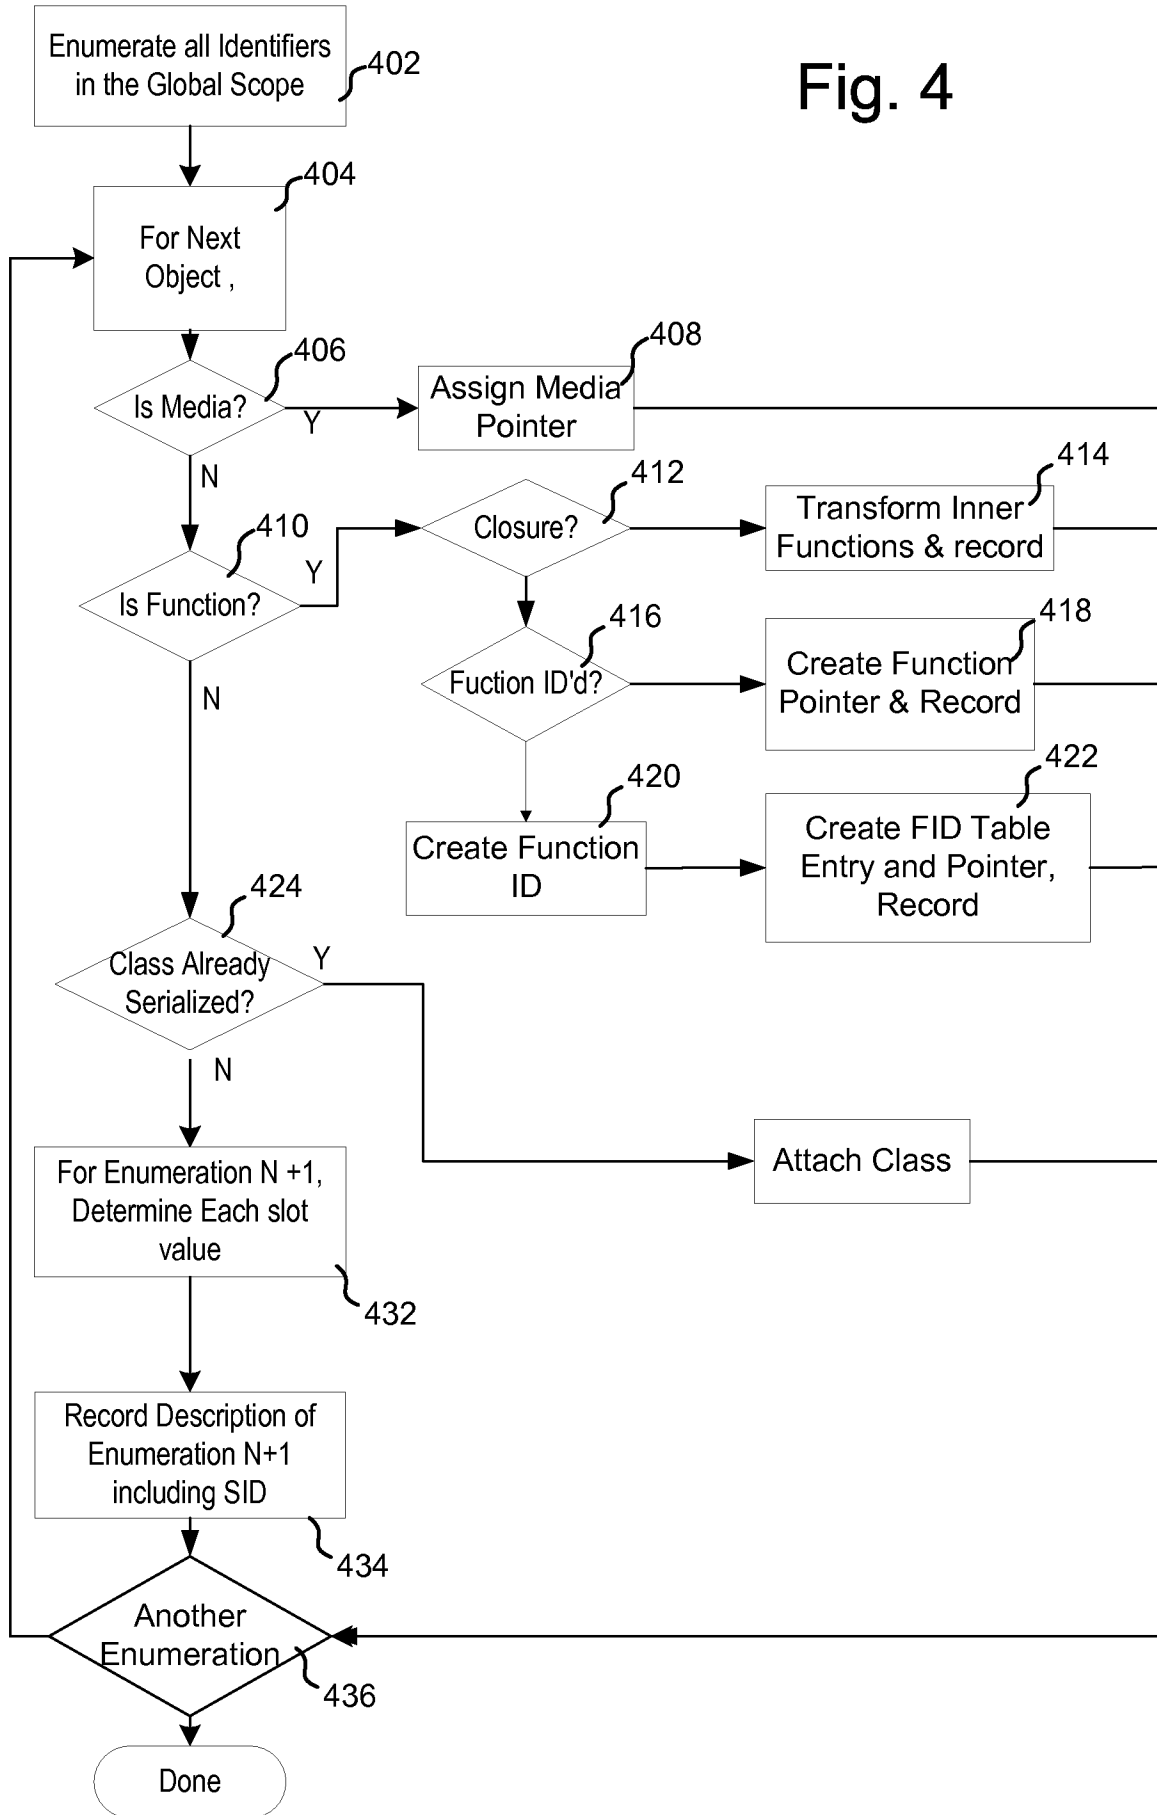 Enumerate all Identifiers
in the Global Scope
402
Fig. 4
404
For Next
Object ,
406
Is Media?
Y
N
408
Assign Media
Pointer
410
Is Function?
Y
N
412
Closure?
414
Transform Inner
Functions & record
416
Fuction ID'd?
418
Create Function
Pointer & Record
420
Create Function
ID
422
Create FID Table
Entry and Pointer,
Record
424
Class Already
Serialized?
Y
N
Attach Class
For Enumeration N +1,
Determine Each slot
value
432
Record Description of
Enumeration N+1
including SID
434
Another
Enumeration
436
Done